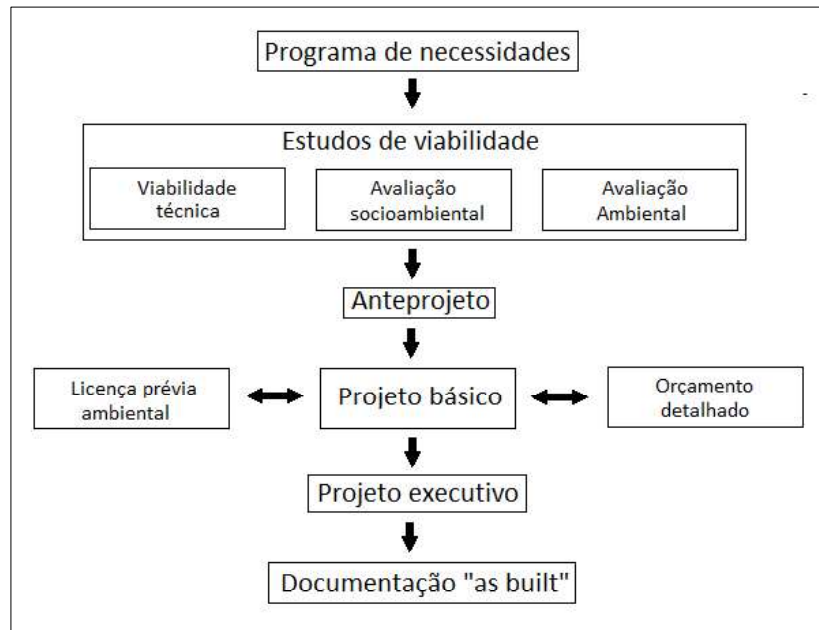 Programa de necessidades
Estudos de viabilidade
Viabilidade
técnica
Avaliação
socioambiental
Avaliação
Ambiental
Anteprojeto
Licença prévia
ambiental
Projeto básico
Orçamento
detalhado
Projeto executivo
Documentação "as built"